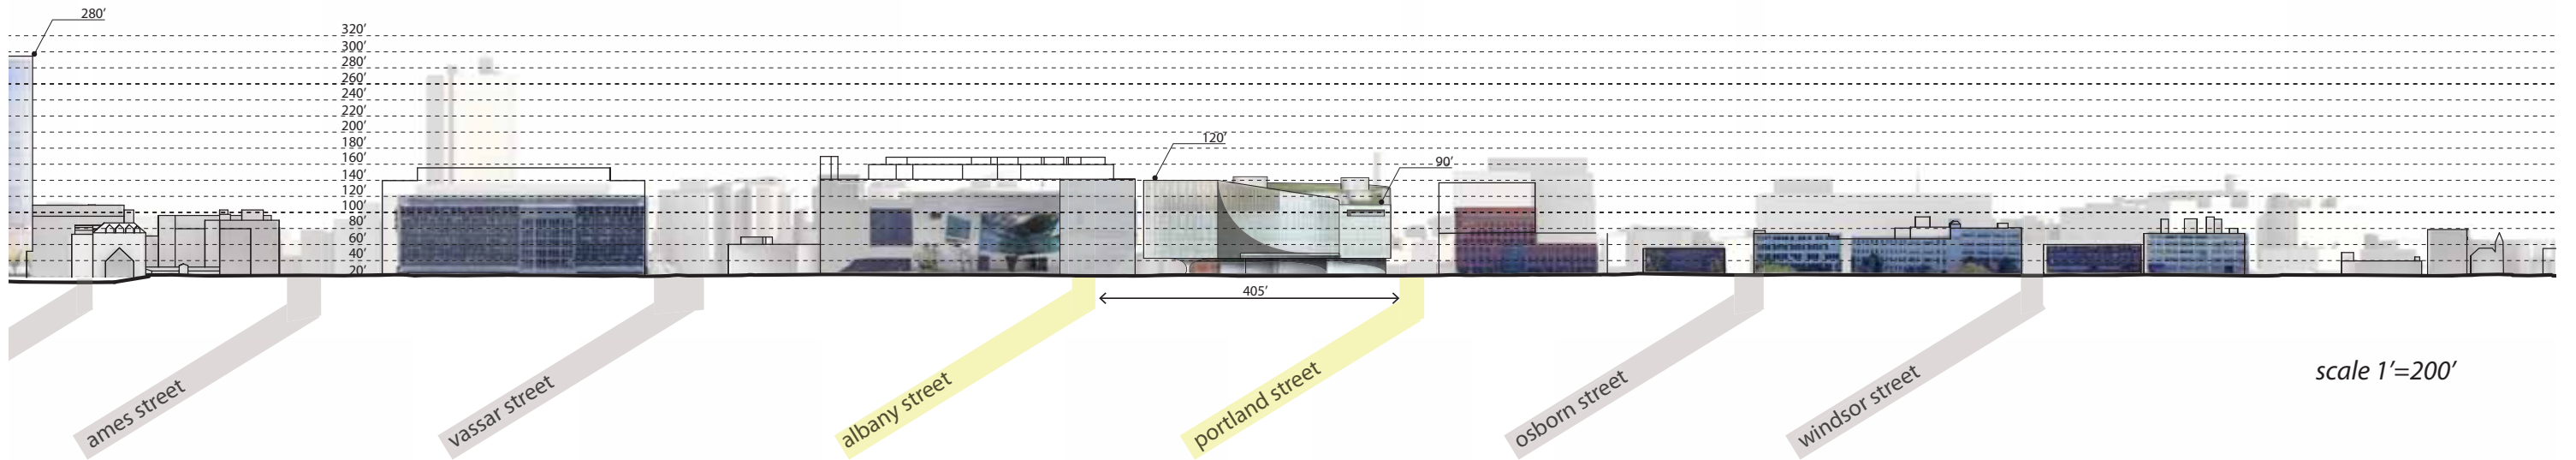 280’
320’
300’
280’
260’
240’
220’
200’
180’
160’
140’
120’
100’
80’
60’
40’
20’
120’
90’
405’
ames street
vassar street
albany street
portland street
osborn street
windsor street
scale 1’=200’